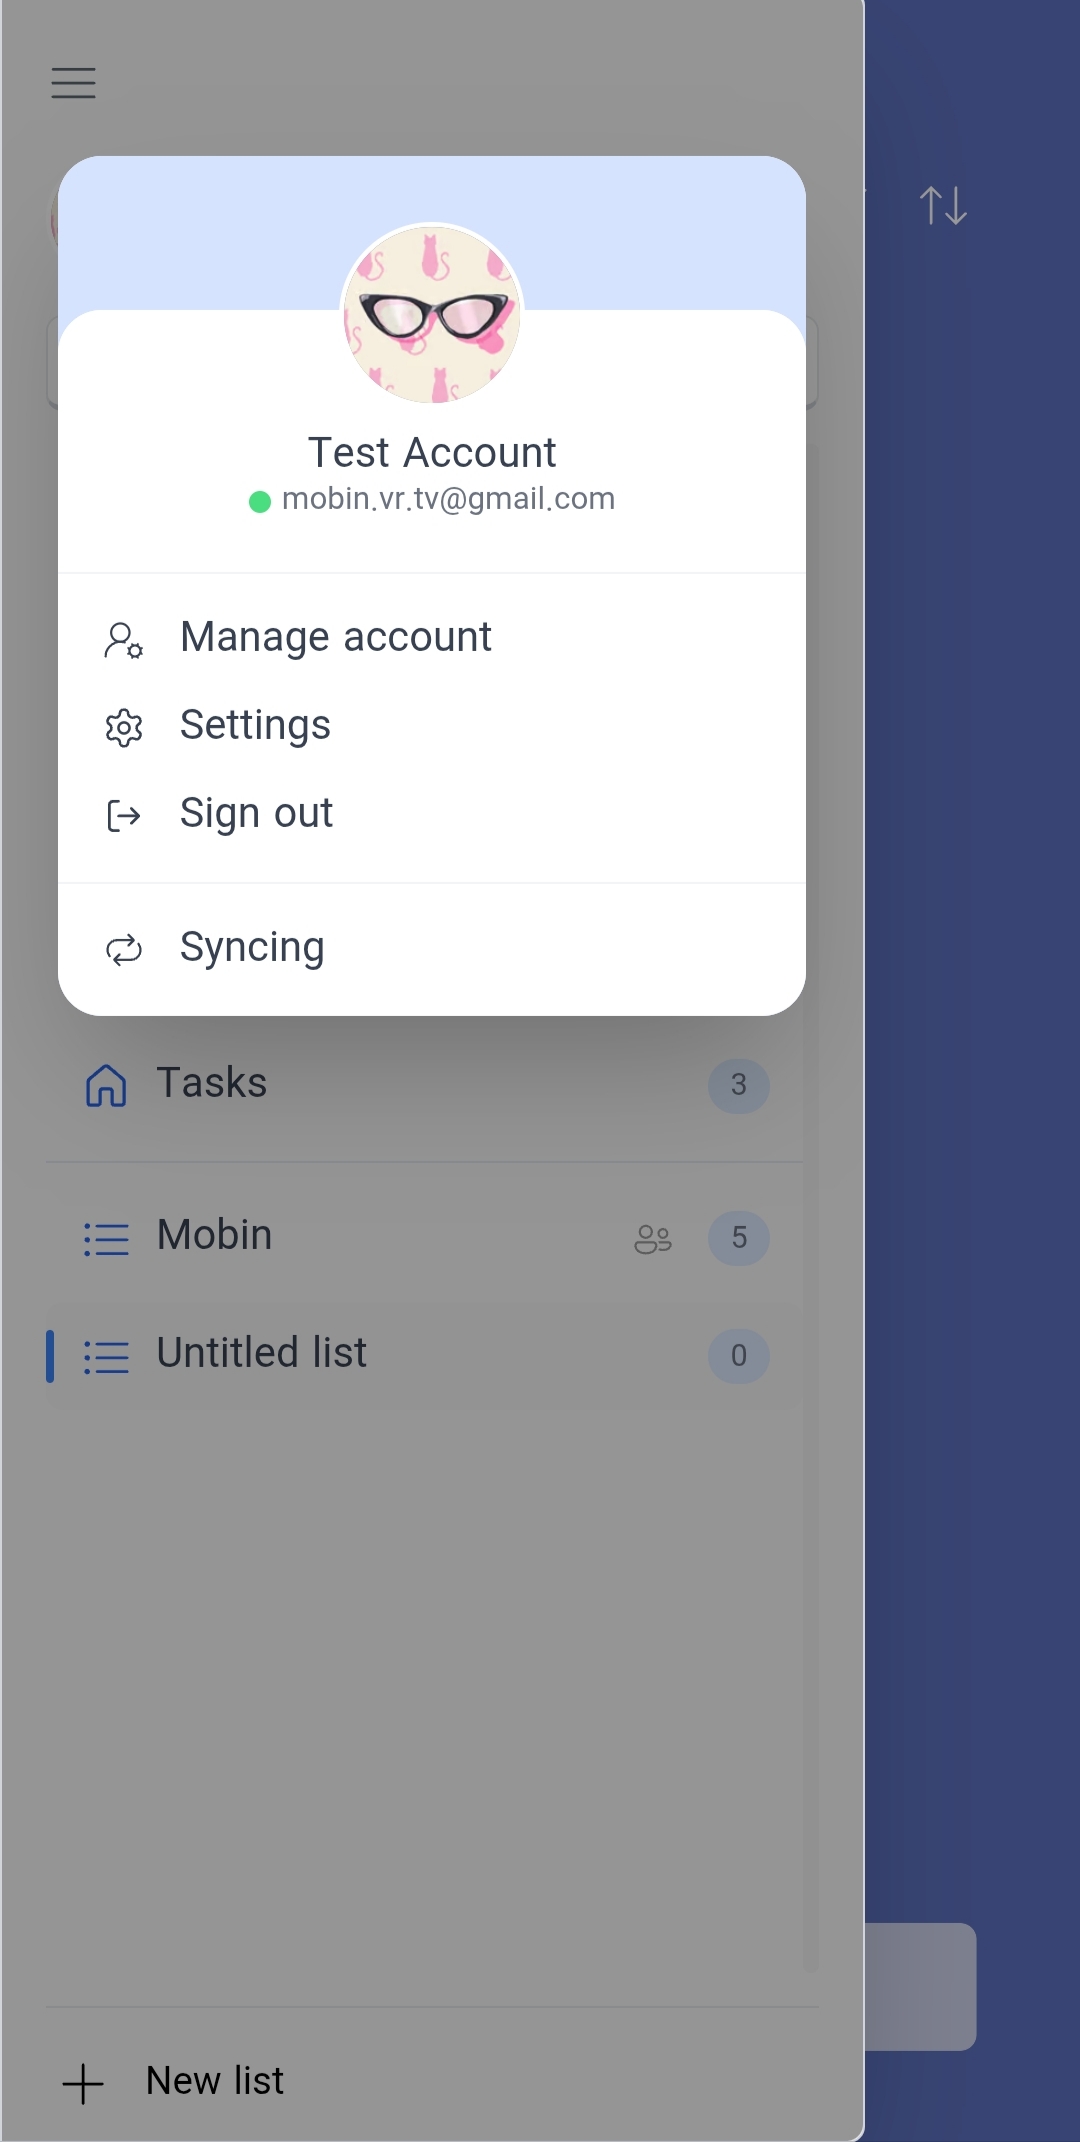 Test Account
mobin.vr.tv@gmail.com
Manage account
Settings
Sign out
Syncing
Tasks 3
Mobin 5
Untitled list 0
New list